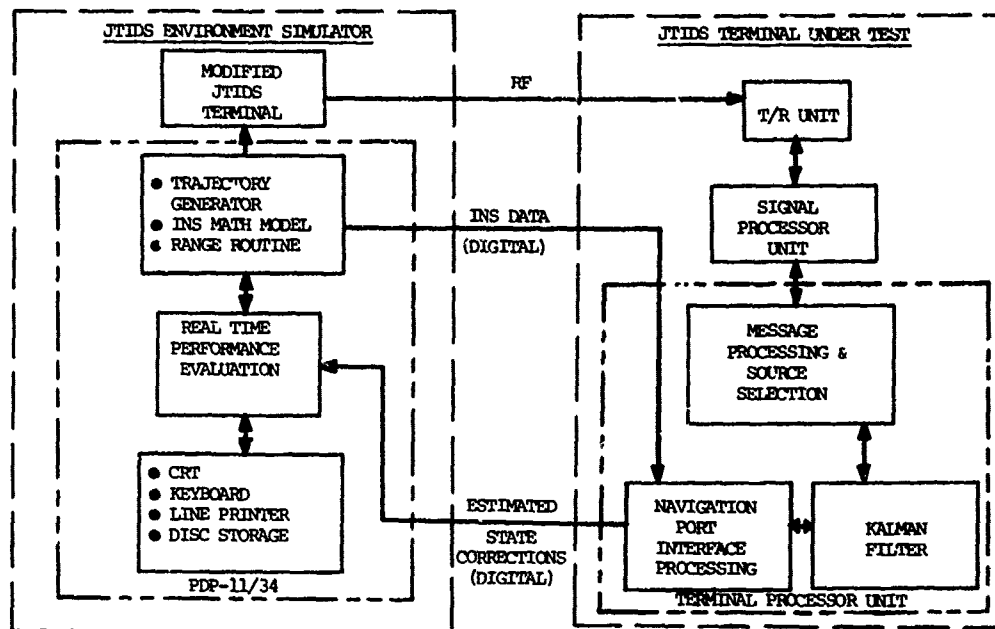 JTIDS ENVIRONMENT SIMULATOR
MODIFIED
JTIDS
TERMINAL
● TRAJECTORY
GENERATOR
● INS MATH MODEL
● RANGE ROUTINE
REAL TIME
PERFORMANCE
EVALUATION
● CRT
● KEYBOARD
● LINE PRINTER
● DISC STORAGE
PDP-11/34
RF
INS DATA
(DIGITAL)
ESTIMATED
STATE
CORRECTIONS
(DIGITAL)
JTIDS TERMINAL UNDER TEST
T/R UNIT
SIGNAL
PROCESSOR
UNIT
MESSAGE
PROCESSING &
SOURCE
SELECTION
NAVIGATION
PORT
INTERFACE
PROCESSING
KALMAN
FILTER
TERMINAL PROCESSOR UNIT